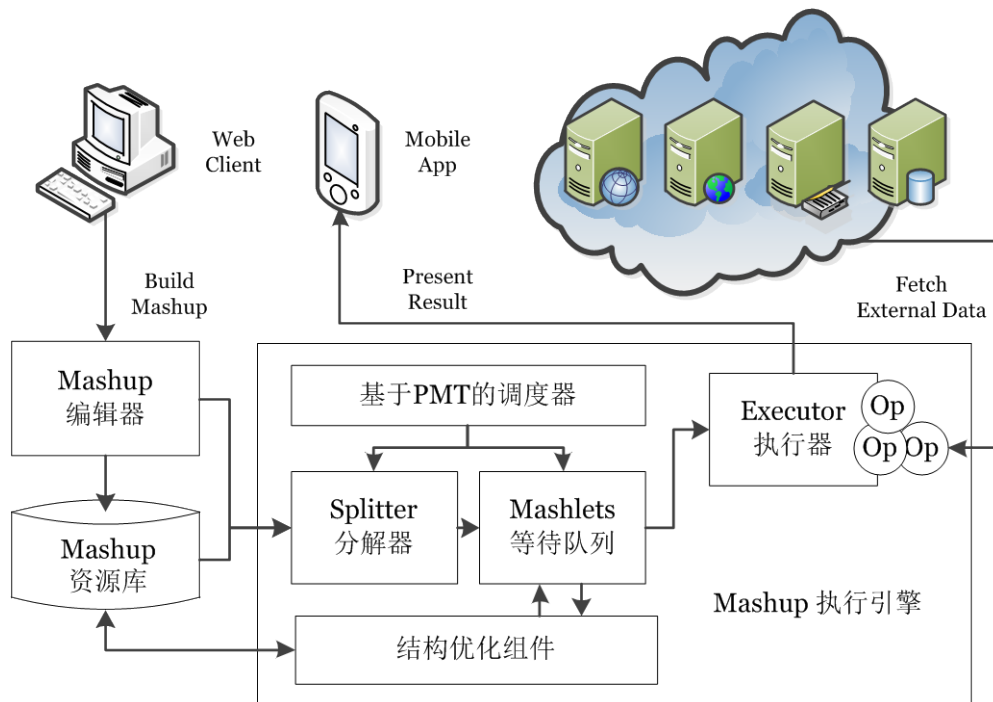 Web
Client
Mobile
App
Build
Mashup
Present
Result
Fetch
External Data
Mashup
编辑器
基于PMT的调度器
Executor
执行器
Op
Op
Op
Splitter
分解器
Mashlets
等待队列
Mashup
资源库
Mashup 执行引擎
结构优化组件